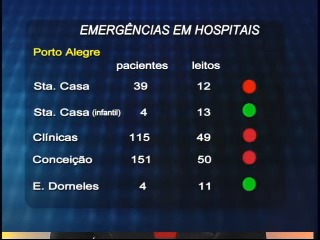 EMERGÊNCIAS EM HOSPITAIS
Porto Alegre
pacientes leitos
Sta. Casa 39 12
Sta. Casa (infantil) 4 13
Clínicas 115 49
Conceição 151 50
E. Dorneles 4 11